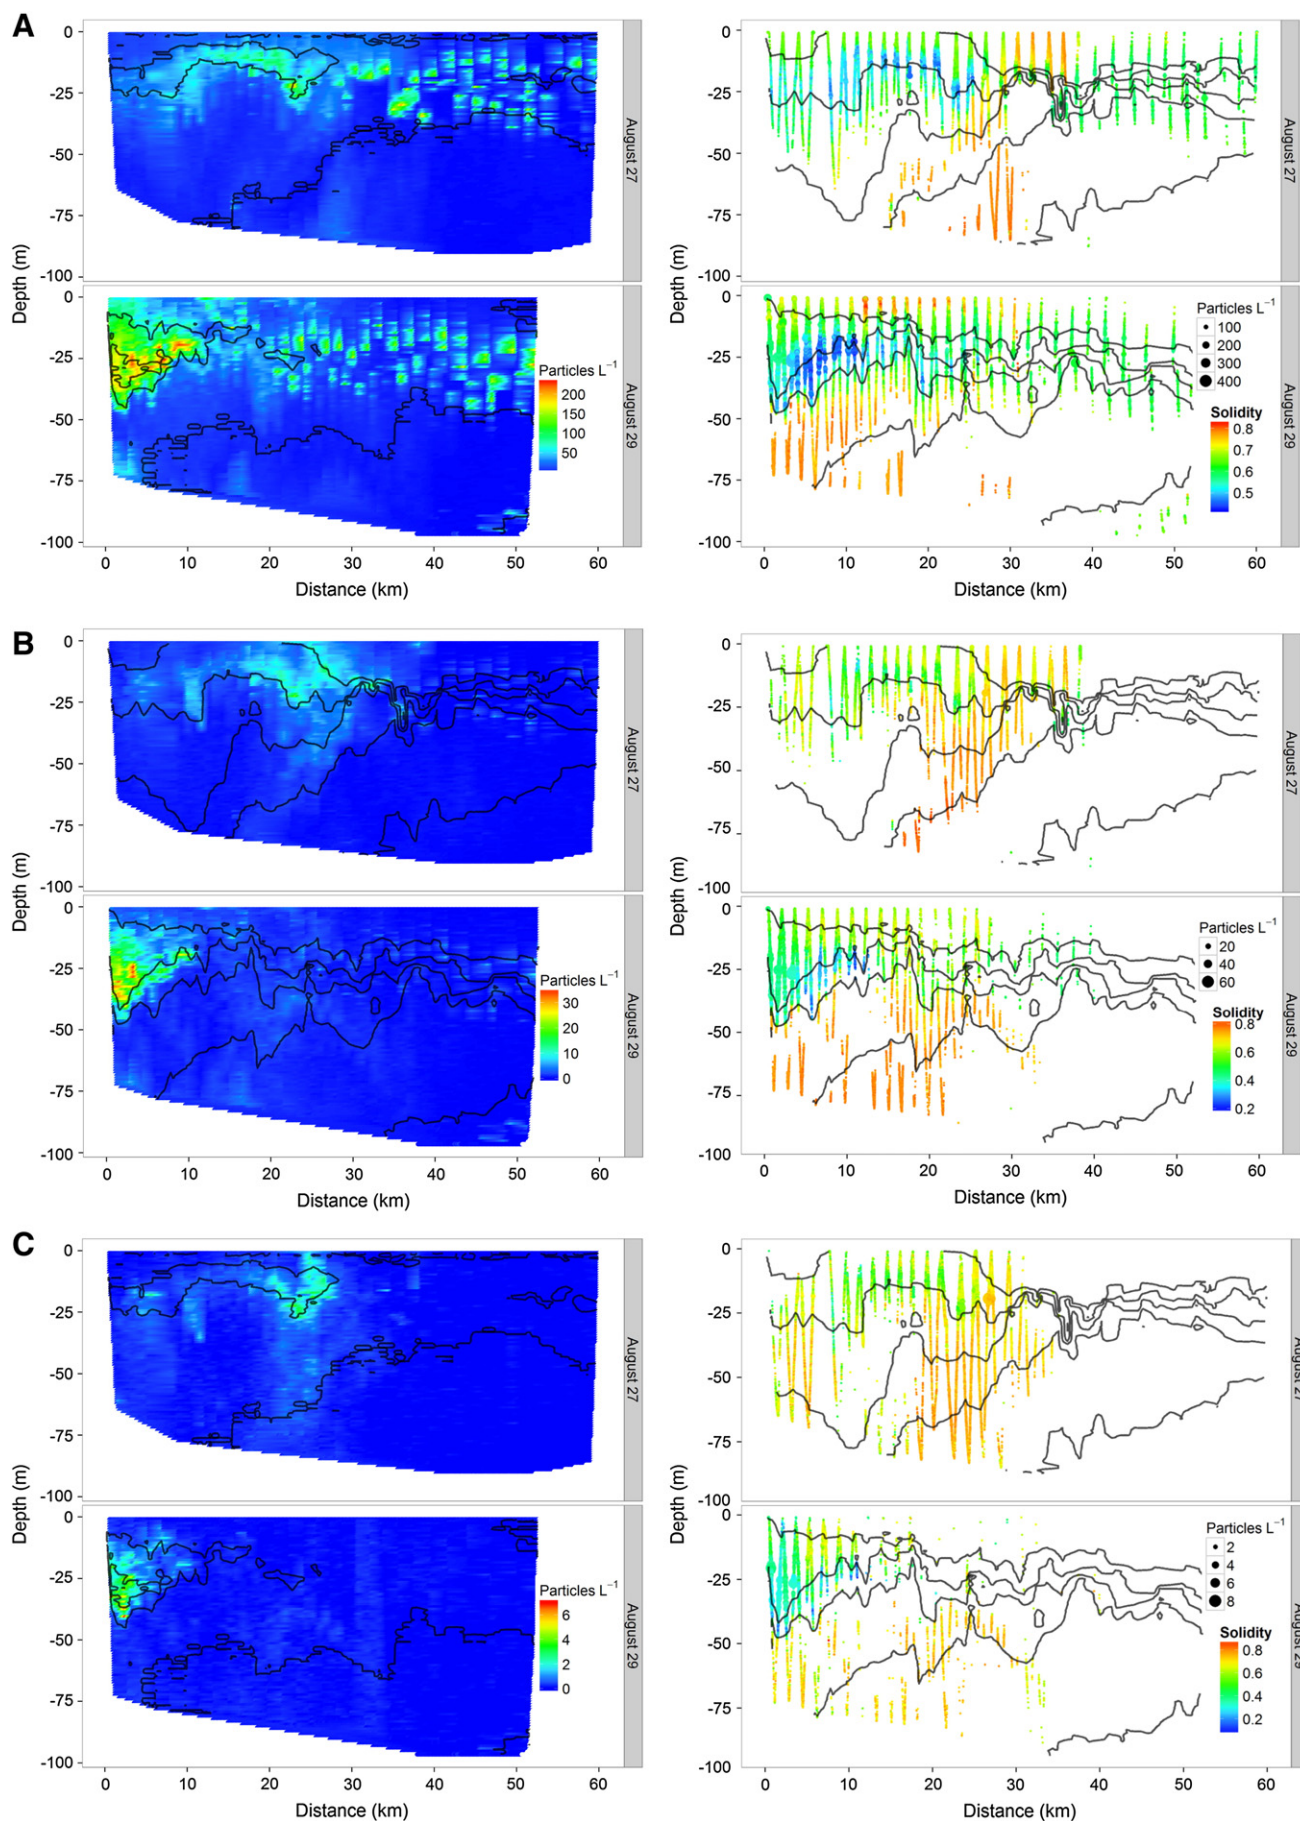 A
0
-25
-50
-75
-100
August 27
0
-25
-50
-75
-100
August 29
Depth (m)
Particles L⁻¹
200
150
100
50
0 10 20 30 40 50 60
Distance (km)
0
-25
-50
-75
-100
August 27
0
-25
-50
-75
-100
August 29
Depth (m)
Particles L⁻¹
100
200
300
400
Solidity
0.8
0.7
0.6
0.5
0 10 20 30 40 50 60
Distance (km)
B
0
-25
-50
-75
-100
August 27
0
-25
-50
-75
-100
August 29
Depth (m)
Particles L⁻¹
30
20
10
0
0 10 20 30 40 50 60
Distance (km)
0
-25
-50
-75
-100
August 27
0
-25
-50
-75
-100
August 29
Depth (m)
Particles L⁻¹
20
40
60
Solidity
0.8
0.6
0.4
0.2
0 10 20 30 40 50 60
Distance (km)
C
0
-25
-50
-75
-100
August 27
0
-25
-50
-75
-100
August 29
Depth (m)
Particles L⁻¹
6
4
2
0
0 10 20 30 40 50 60
Distance (km)
0
-25
-50
-75
-100
August 27
0
-25
-50
-75
-100
August 29
Depth (m)
Particles L⁻¹
2
4
6
8
Solidity
0.8
0.6
0.4
0.2
0 10 20 30 40 50 60
Distance (km)